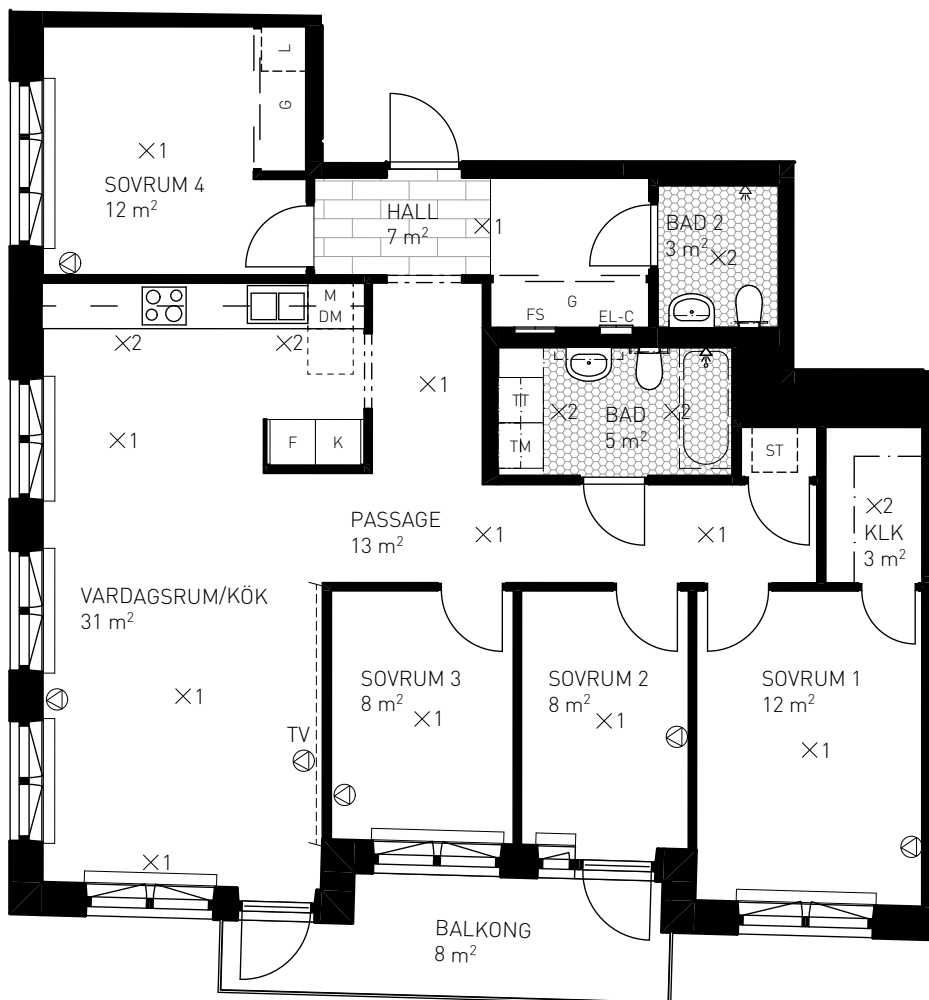 L
G
×1
SOVRUM 4
12 m²
HALL
7 m²
×1
BAD 2
3 m²
×2
G
FS
EL-C
M
DM
×2
×2
×1
×1
F
K
TT
TM
×2
BAD
5 m²
×2
ST
PASSAGE
13 m²
×1
×1
×2
KLK
3 m²
VARDAGSRUM/KÖK
31 m²
×1
TV
×1
SOVRUM 3
8 m²
×1
SOVRUM 2
8 m²
×1
SOVRUM 1
12 m²
×1
BALKONG
8 m²